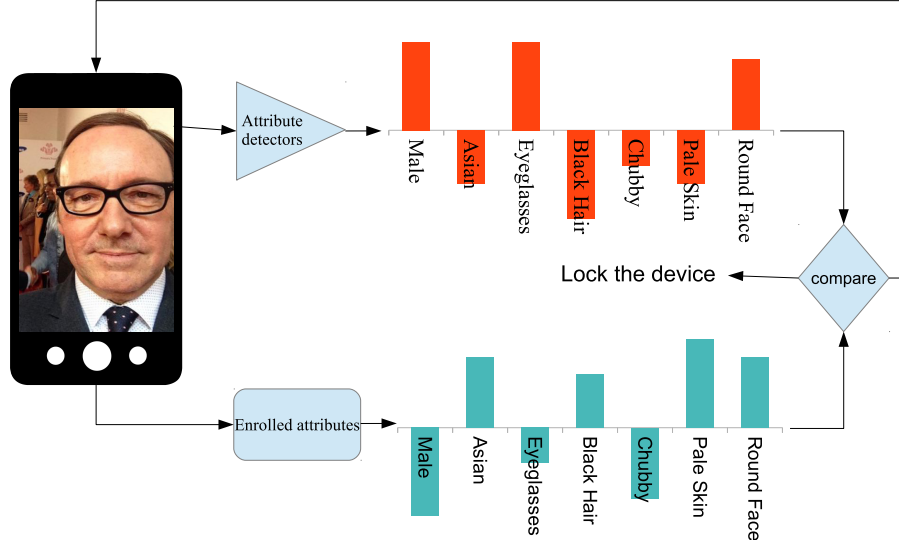 Attribute
detectors
Male
Asian
Eyeglasses
Black Hair
Chubby
Pale Skin
Round Face
compare
Lock the device
Enrolled attributes
Male
Asian
Eyeglasses
Black Hair
Chubby
Pale Skin
Round Face